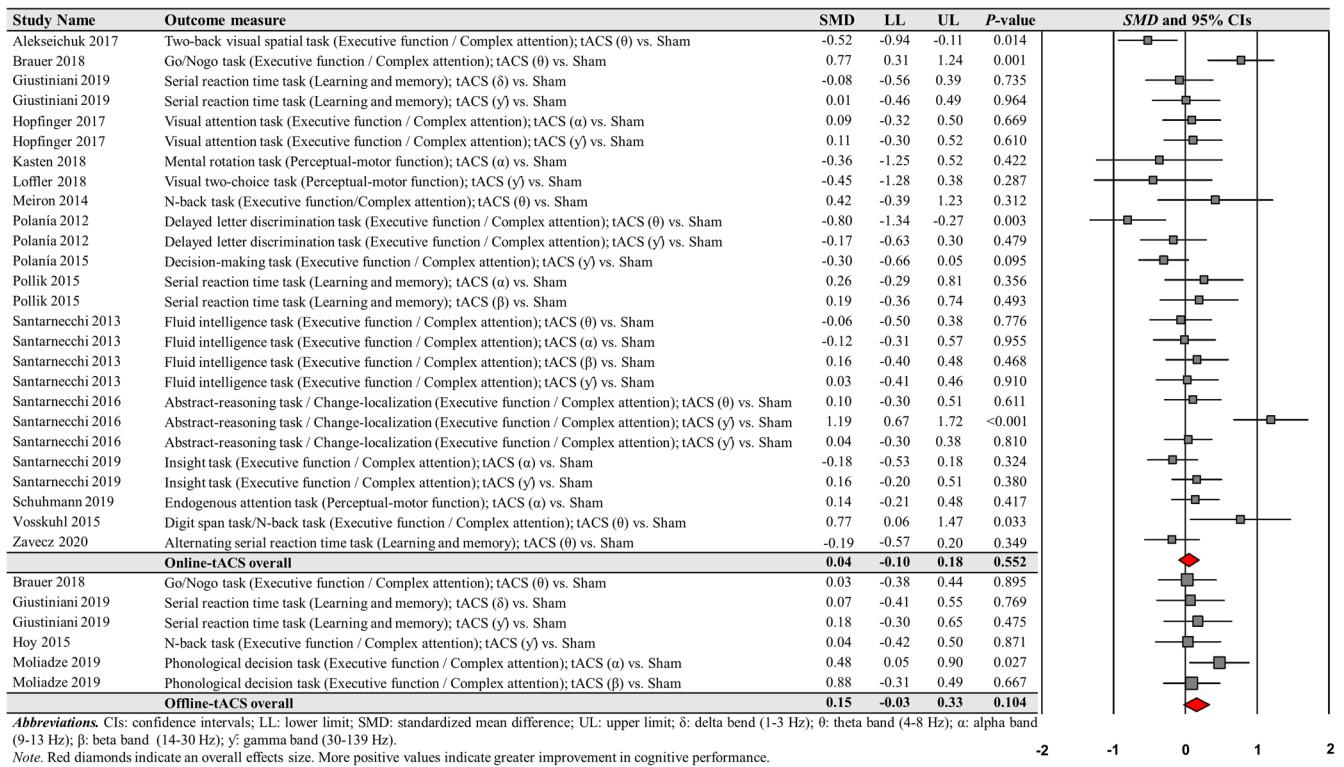 Study Name Outcome measure SMD LL UL P-value SMD and 95% CIs
Alekseichuk 2017 Two-back visual spatial task (Executive function / Complex attention); tACS (θ) vs. Sham -0.52 -0.94 -0.11 0.014
Brauer 2018 Go/Nogo task (Executive function / Complex attention); tACS (θ) vs. Sham 0.77 0.31 1.24 0.001
Giustiniani 2019 Serial reaction time task (Learning and memory); tACS (δ) vs. Sham -0.08 -0.56 0.39 0.735
Giustiniani 2019 Serial reaction time task (Learning and memory); tACS (ƴ) vs. Sham 0.01 -0.46 0.49 0.964
Hopfinger 2017 Visual attention task (Executive function / Complex attention); tACS (α) vs. Sham 0.09 -0.32 0.50 0.669
Hopfinger 2017 Visual attention task (Executive function / Complex attention); tACS (ƴ) vs. Sham 0.11 -0.30 0.52 0.610
Kasten 2018 Mental rotation task (Perceptual-motor function); tACS (α) vs. Sham -0.36 -1.25 0.52 0.422
Loffler 2018 Visual two-choice task (Perceptual-motor function); tACS (ƴ) vs. Sham -0.45 -1.28 0.38 0.287
Meiron 2014 N-back task (Executive function/Complex attention); tACS (θ) vs. Sham 0.42 -0.39 1.23 0.312
Polanía 2012 Delayed letter discrimination task (Executive function / Complex attention); tACS (θ) vs. Sham -0.80 -1.34 -0.27 0.003
Polanía 2012 Delayed letter discrimination task (Executive function / Complex attention); tACS (ƴ) vs. Sham -0.17 -0.63 0.30 0.479
Polanía 2015 Decision-making task (Executive function / Complex attention); tACS (ƴ) vs. Sham -0.30 -0.66 0.05 0.095
Pollik 2015 Serial reaction time task (Learning and memory); tACS (α) vs. Sham 0.26 -0.29 0.81 0.356
Pollik 2015 Serial reaction time task (Learning and memory); tACS (β) vs. Sham 0.19 -0.36 0.74 0.493
Santarnecchi 2013 Fluid intelligence task (Executive function / Complex attention); tACS (θ) vs. Sham -0.06 -0.50 0.38 0.776
Santarnecchi 2013 Fluid intelligence task (Executive function / Complex attention); tACS (α) vs. Sham -0.12 -0.31 0.57 0.955
Santarnecchi 2013 Fluid intelligence task (Executive function / Complex attention); tACS (β) vs. Sham 0.16 -0.40 0.48 0.468
Santarnecchi 2013 Fluid intelligence task (Executive function / Complex attention); tACS (ƴ) vs. Sham 0.03 -0.41 0.46 0.910
Santarnecchi 2016 Abstract-reasoning task / Change-localization (Executive function / Complex attention); tACS (θ) vs. Sham 0.10 -0.30 0.51 0.611
Santarnecchi 2016 Abstract-reasoning task / Change-localization (Executive function / Complex attention); tACS (ƴ) vs. Sham 1.19 0.67 1.72 <0.001
Santarnecchi 2016 Abstract-reasoning task / Change-localization (Executive function / Complex attention); tACS (ƴ) vs. Sham 0.04 -0.30 0.38 0.810
Santarnecchi 2019 Insight task (Executive function / Complex attention); tACS (α) vs. Sham -0.18 -0.53 0.18 0.324
Santarnecchi 2019 Insight task (Executive function / Complex attention); tACS (ƴ) vs. Sham 0.16 -0.20 0.51 0.380
Schuhmann 2019 Endogenous attention task (Perceptual-motor function); tACS (α) vs. Sham 0.14 -0.21 0.48 0.417
Vosskuhl 2015 Digit span task/N-back task (Executive function / Complex attention); tACS (θ) vs. Sham 0.77 0.06 1.47 0.033
Zavecz 2020 Alternating serial reaction time task (Learning and memory); tACS (θ) vs. Sham -0.19 -0.57 0.20 0.349
Online-tACS overall 0.04 -0.10 0.18 0.552
Brauer 2018 Go/Nogo task (Executive function / Complex attention); tACS (θ) vs. Sham 0.03 -0.38 0.44 0.895
Giustiniani 2019 Serial reaction time task (Learning and memory); tACS (δ) vs. Sham 0.07 -0.41 0.55 0.769
Giustiniani 2019 Serial reaction time task (Learning and memory); tACS (ƴ) vs. Sham 0.18 -0.30 0.65 0.475
Hoy 2015 N-back task (Executive function / Complex attention); tACS (ƴ) vs. Sham 0.04 -0.42 0.50 0.871
Moliadze 2019 Phonological decision task (Executive function / Complex attention); tACS (α) vs. Sham 0.48 0.05 0.90 0.027
Moliadze 2019 Phonological decision task (Executive function / Complex attention); tACS (β) vs. Sham 0.88 -0.31 0.49 0.667
Offline-tACS overall 0.15 -0.03 0.33 0.104
Abbreviations. CIs: confidence intervals; LL: lower limit; SMD: standardized mean difference; UL: upper limit; δ: delta bend (1-3 Hz); θ: theta band (4-8 Hz); α: alpha band
(9-13 Hz); β: beta band (14-30 Hz); ƴ: gamma band (30-139 Hz).
Note. Red diamonds indicate an overall effects size. More positive values indicate greater improvement in cognitive performance.
-2 -1 0 1 2